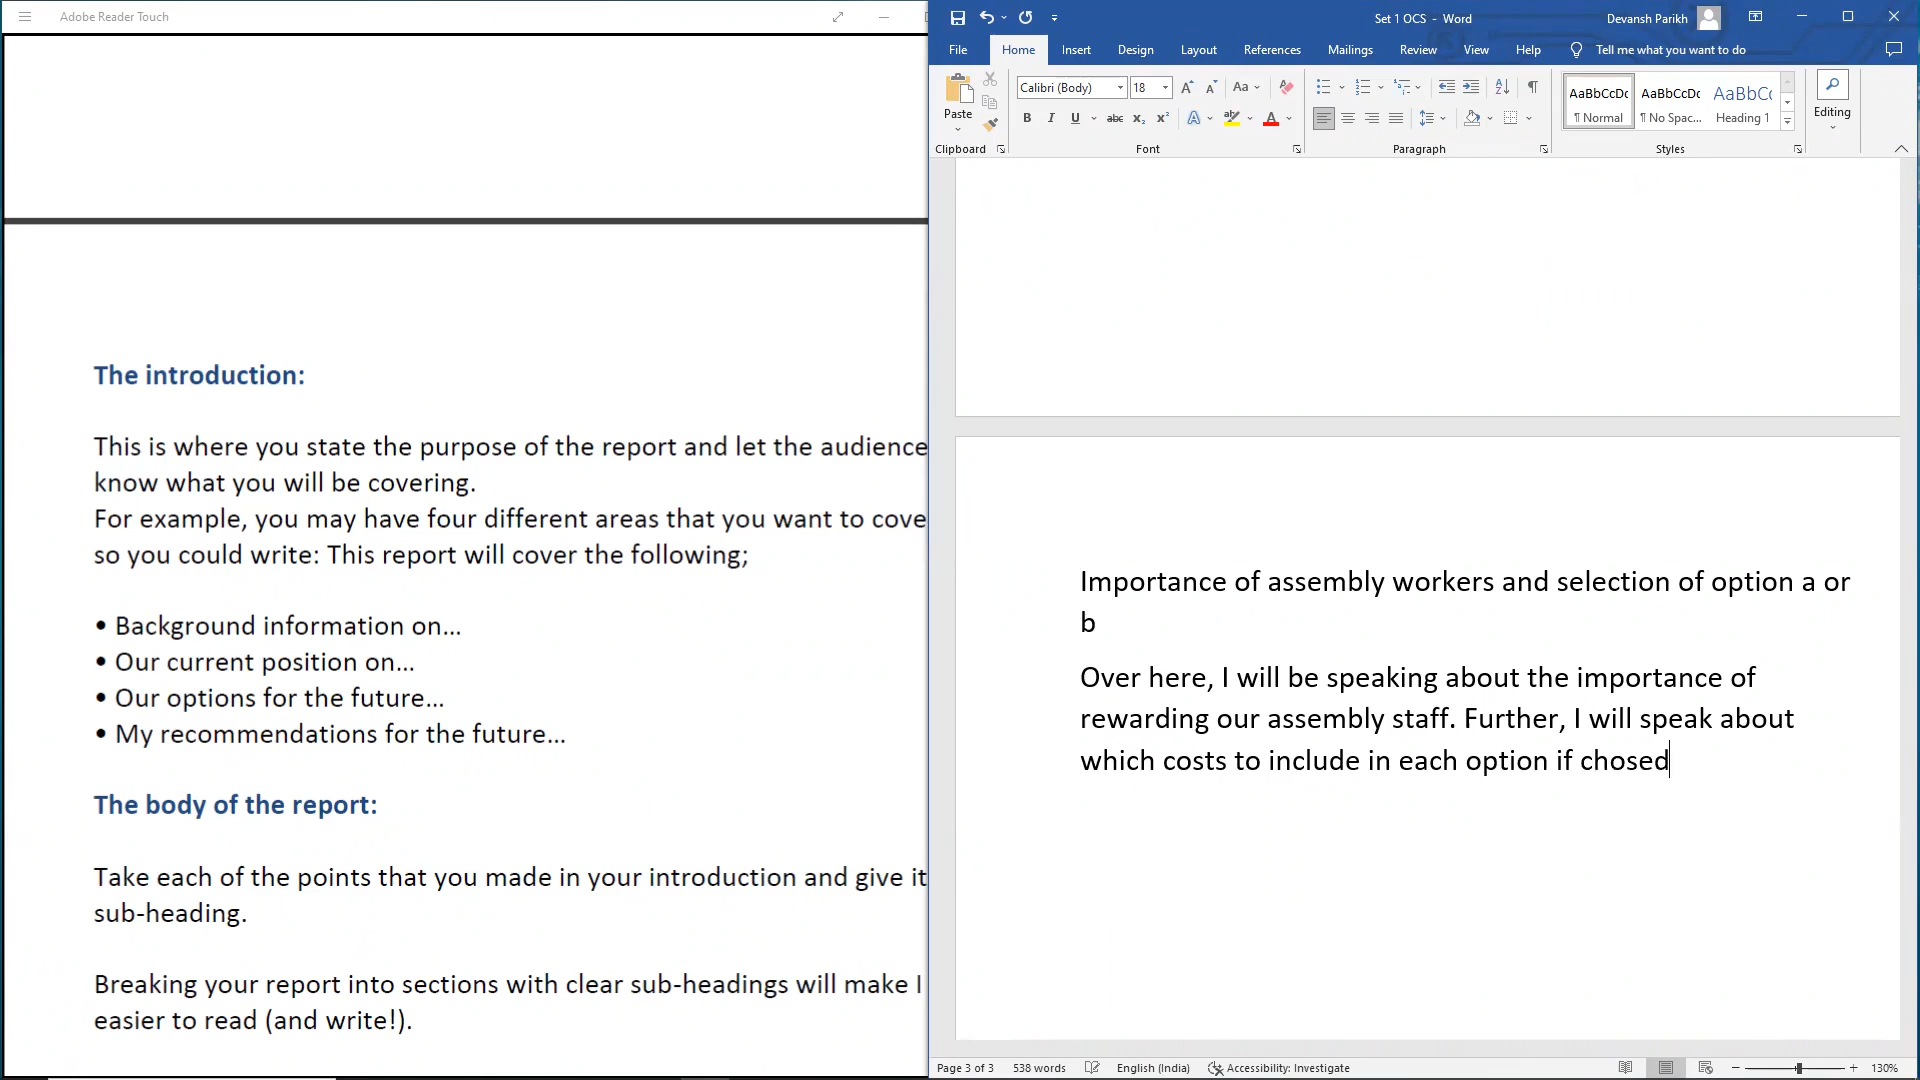 Adobe Reader Touch
The introduction:
This is where you state the purpose of the report and let the audience
know what you will be covering.
For example, you may have four different areas that you want to cove
so you could write: This report will cover the following;
• Background information on...
• Our current position on...
• Our options for the future...
• My recommendations for the future...
The body of the report:
Take each of the points that you made in your introduction and give it
sub-heading.
Breaking your report into sections with clear sub-headings will make I
easier to read (and write!).
Set 1 OCS - Word
Devansh Parikh
File Home Insert Design Layout References Mailings Review View Help Tell me what you want to do
Paste
Clipboard
Calibri (Body) 18
Font
Paragraph
AaBbCcDc AaBbCcDc AaBbCc
¶ Normal ¶ No Spac... Heading 1
Styles
Editing
Importance of assembly workers and selection of option a or
b
Over here, I will be speaking about the importance of
rewarding our assembly staff. Further, I will speak about
which costs to include in each option if chosed
Page 3 of 3 538 words English (India) Accessibility: Investigate 130%